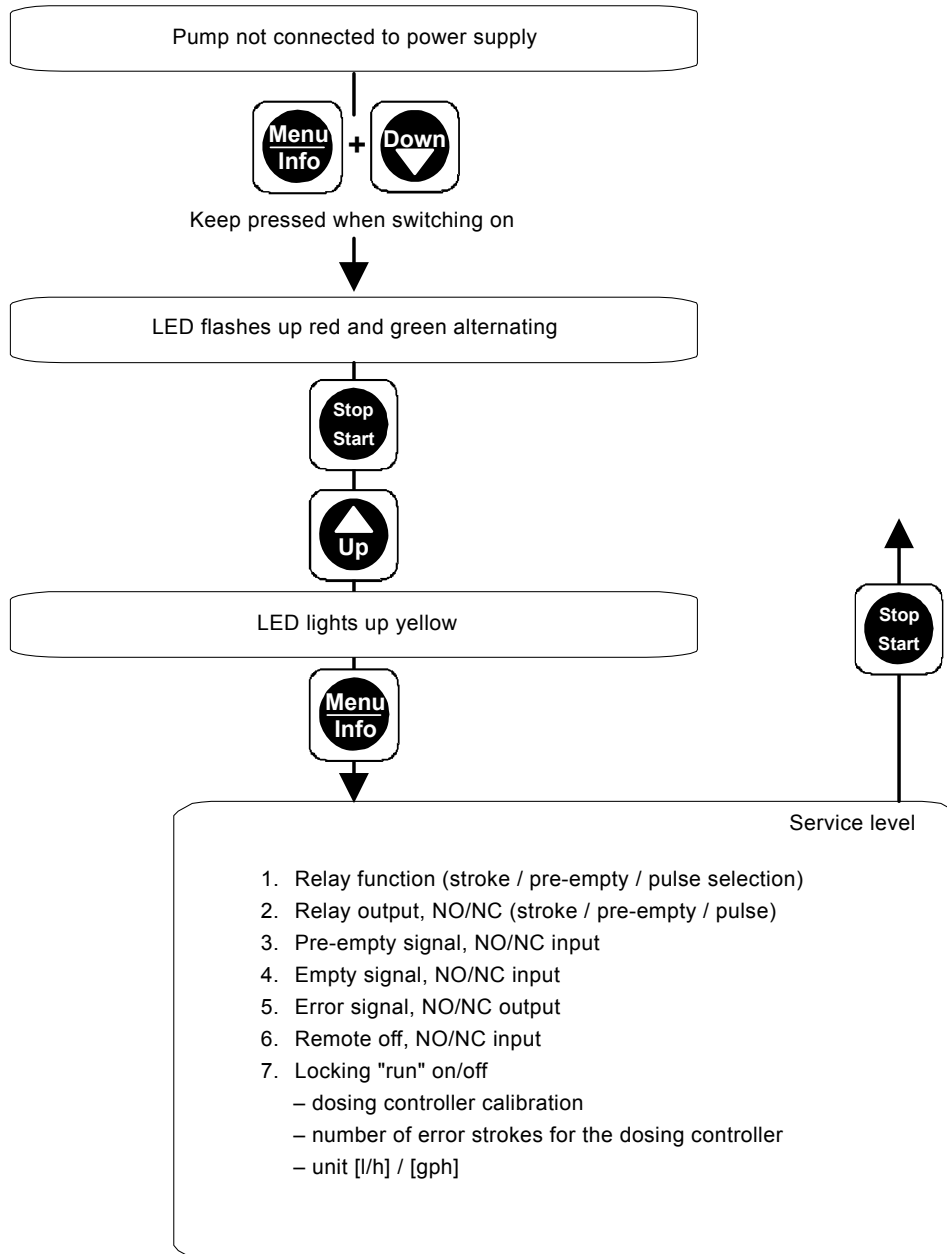 Pump not connected to power supply
Menu
Info
+
Down
Keep pressed when switching on
LED flashes up red and green alternating
Stop
Start
Up
LED lights up yellow
Menu
Info
Stop
Start
Service level
1. Relay function (stroke / pre-empty / pulse selection)
2. Relay output, NO/NC (stroke / pre-empty / pulse)
3. Pre-empty signal, NO/NC input
4. Empty signal, NO/NC input
5. Error signal, NO/NC output
6. Remote off, NO/NC input
7. Locking "run" on/off
– dosing controller calibration
– number of error strokes for the dosing controller
– unit [l/h] / [gph]